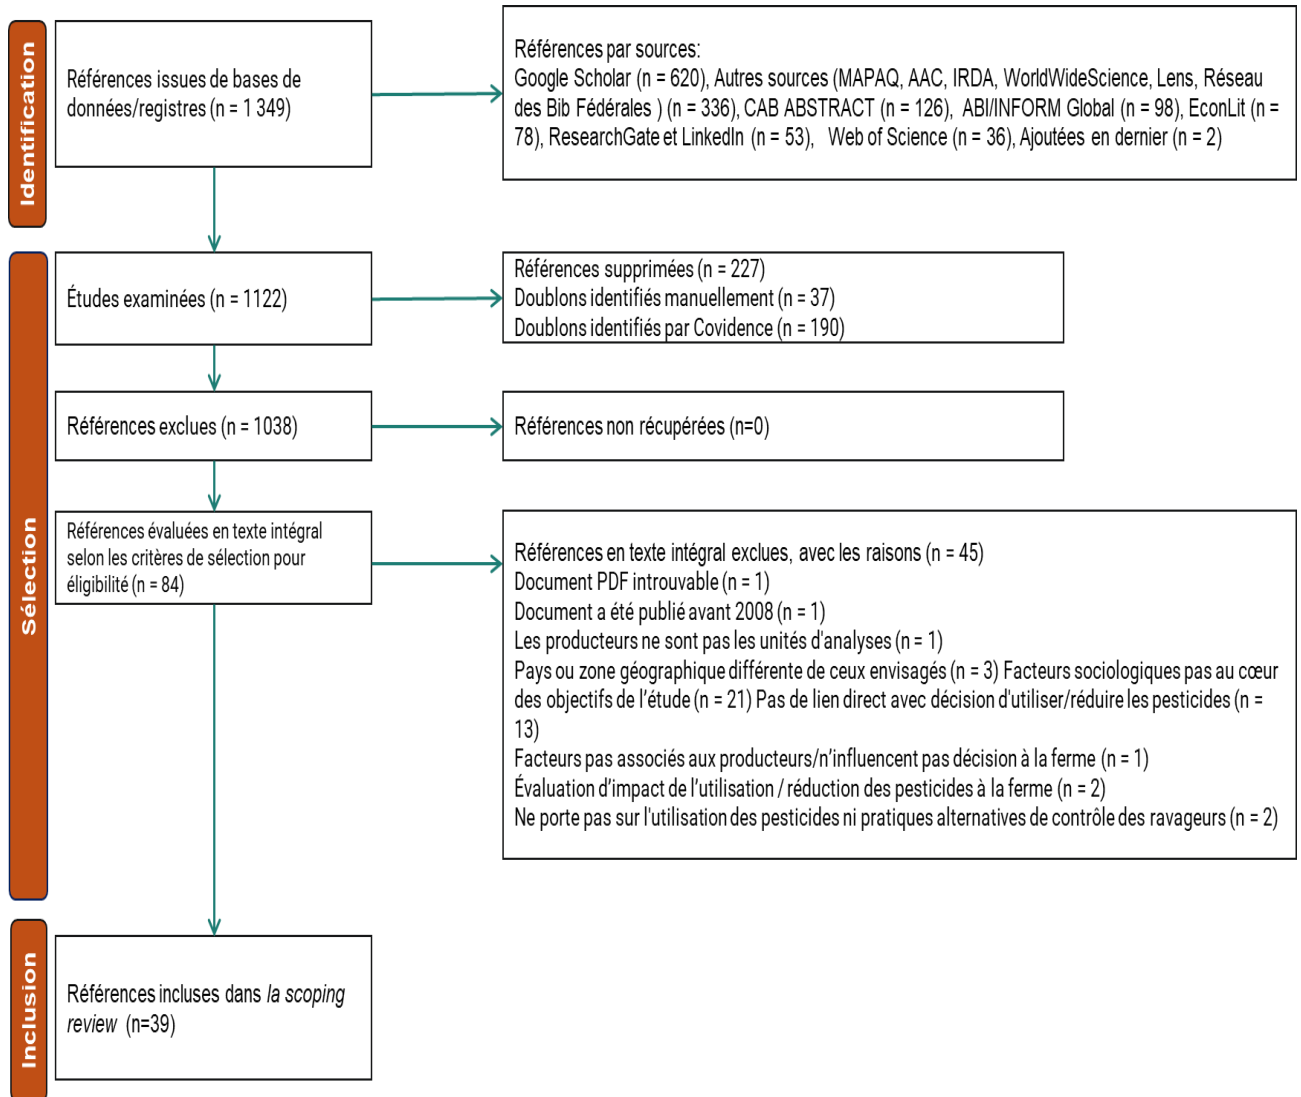 Identification
Références issues de bases de
données/registres (n = 1 349)
Références par sources:
Google Scholar (n = 620), Autres sources (MAPAQ, AAC, IRDA, WorldWideScience, Lens, Réseau
des Bib Fédérales ) (n = 336), CAB ABSTRACT (n = 126), ABI/INFORM Global (n = 98), EconLit (n =
78), ResearchGate et LinkedIn (n = 53), Web of Science (n = 36), Ajoutées en dernier (n = 2)
Sélection
Études examinées (n = 1122)
Références supprimées (n = 227)
Doublons identifiés manuellement (n = 37)
Doublons identifiés par Covidence (n = 190)
Références exclues (n = 1038)
Références non récupérées (n=0)
Références évaluées en texte intégral
selon les critères de sélection pour
éligibilité (n = 84)
Références en texte intégral exclues, avec les raisons (n = 45)
Document PDF introuvable (n = 1)
Document a été publié avant 2008 (n = 1)
Les producteurs ne sont pas les unités d'analyses (n = 1)
Pays ou zone géographique différente de ceux envisagés (n = 3) Facteurs sociologiques pas au cœur
des objectifs de l'étude (n = 21) Pas de lien direct avec décision d'utiliser/réduire les pesticides (n =
13)
Facteurs pas associés aux producteurs/n'influencent pas décision à la ferme (n = 1)
Évaluation d'impact de l'utilisation / réduction des pesticides à la ferme (n = 2)
Ne porte pas sur l'utilisation des pesticides ni pratiques alternatives de contrôle des ravageurs (n = 2)
Inclusion
Références incluses dans la scoping
review (n=39)